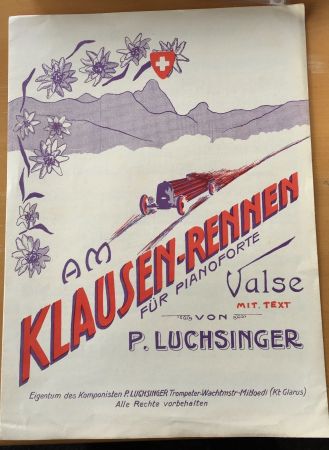 AM
KLAUSEN-RENNEN
FÜR PIANOFORTE
Valse
MIT. TEXT
VON
P. LUCHSINGER
Eigentum des Komponisten P. LUCHSINGER Trompeter-Wachtmstr-Mitloedi (Kt Glarus)
Alle Rechte vorbehalten